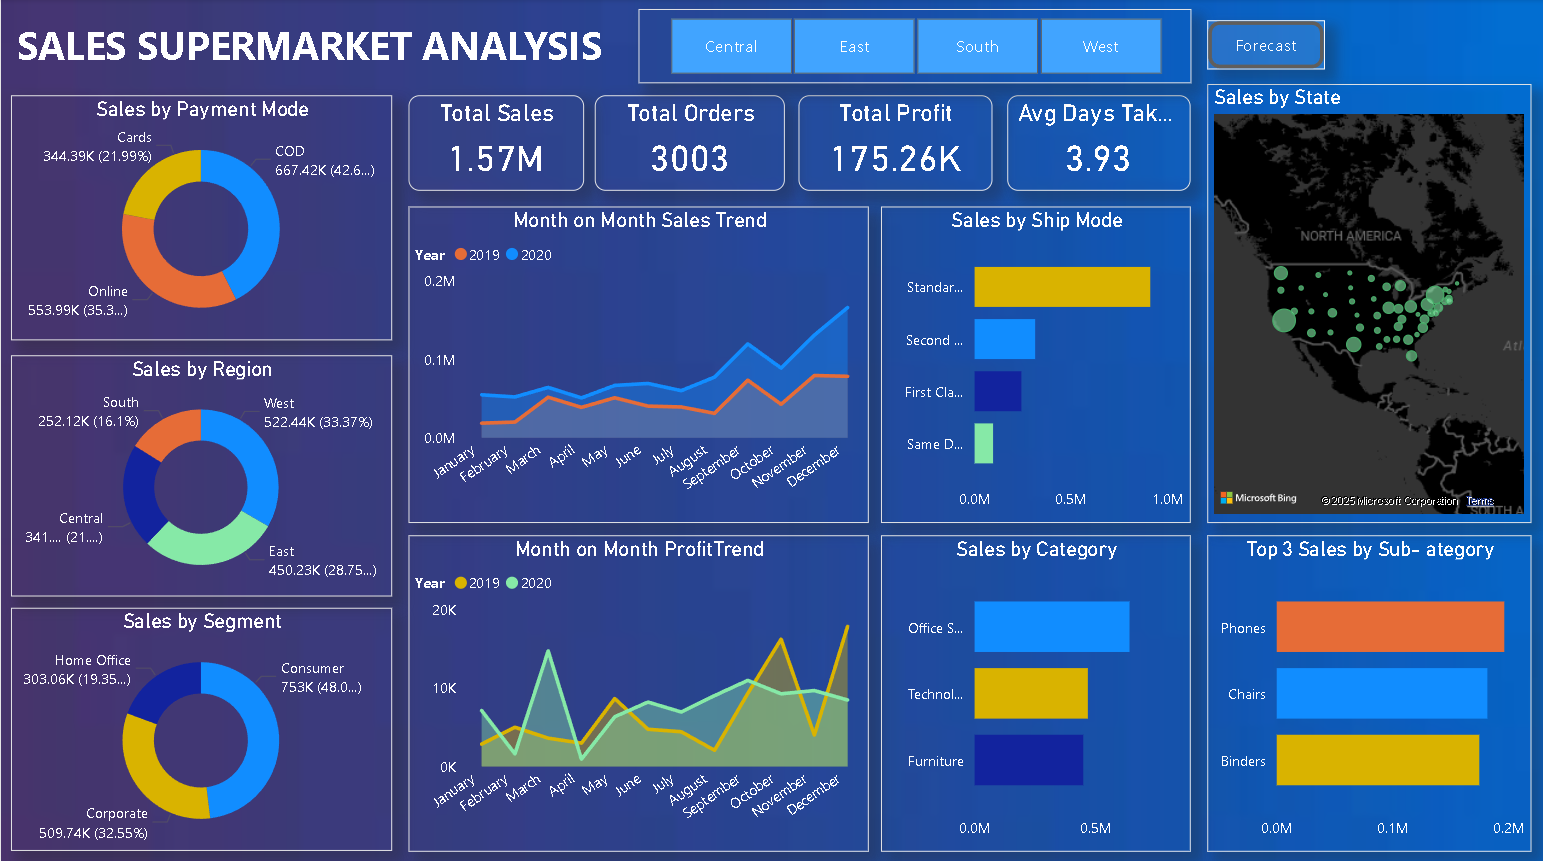 SALES SUPERMARKET ANALYSIS
Central
East
South
West
Forecast
Sales by Payment Mode
Cards
344.39K (21.99%)
COD
667.42K (42.6...)
Online
553.99K (35.3...)
Total Sales
1.57M
Total Orders
3003
Total Profit
175.26K
Avg Days Tak...
3.93
Sales by State
NORTH AMERICA
Atl
SOUTH A
Microsoft Bing
©2025 Microsoft Corporation Terms
Month on Month Sales Trend
Year 2019 2020
0.2M
0.1M
0.0M
January
February
March
April
May
June
July
August
September
October
November
December
Sales by Ship Mode
Standar...
Second ...
First Cla...
Same D...
0.0M
0.5M
1.0M
Sales by Region
South
252.12K (16.1%)
West
522.44K (33.37%)
Central
341.... (21....)
East
450.23K (28.75...)
Month on Month ProfitTrend
Year 2019 2020
20K
10K
0K
January
February
March
April
May
June
July
August
September
October
November
December
Sales by Category
Office S...
Technol...
Furniture
0.0M
0.5M
Top 3 Sales by Sub- ategory
Phones
Chairs
Binders
0.0M
0.1M
0.2M
Sales by Segment
Home Office
303.06K (19.35...)
Consumer
753K (48.0...)
Corporate
509.74K (32.55%)